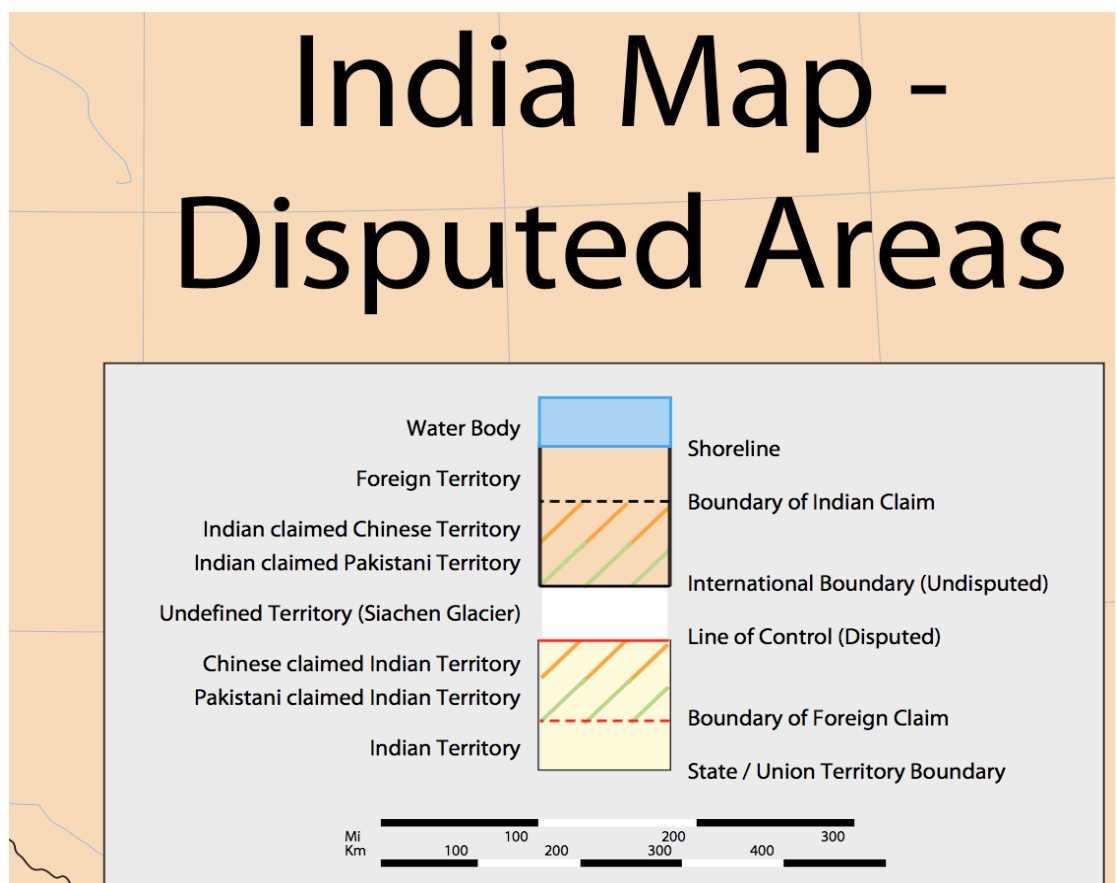 India Map -
Disputed Areas
Water Body
Shoreline
Foreign Territory
Boundary of Indian Claim
Indian claimed Chinese Territory
Indian claimed Pakistani Territory
International Boundary (Undisputed)
Undefined Territory (Siachen Glacier)
Line of Control (Disputed)
Chinese claimed Indian Territory
Pakistani claimed Indian Territory
Boundary of Foreign Claim
Indian Territory
State / Union Territory Boundary
Mi 100 200 300
Km 100 200 300 400